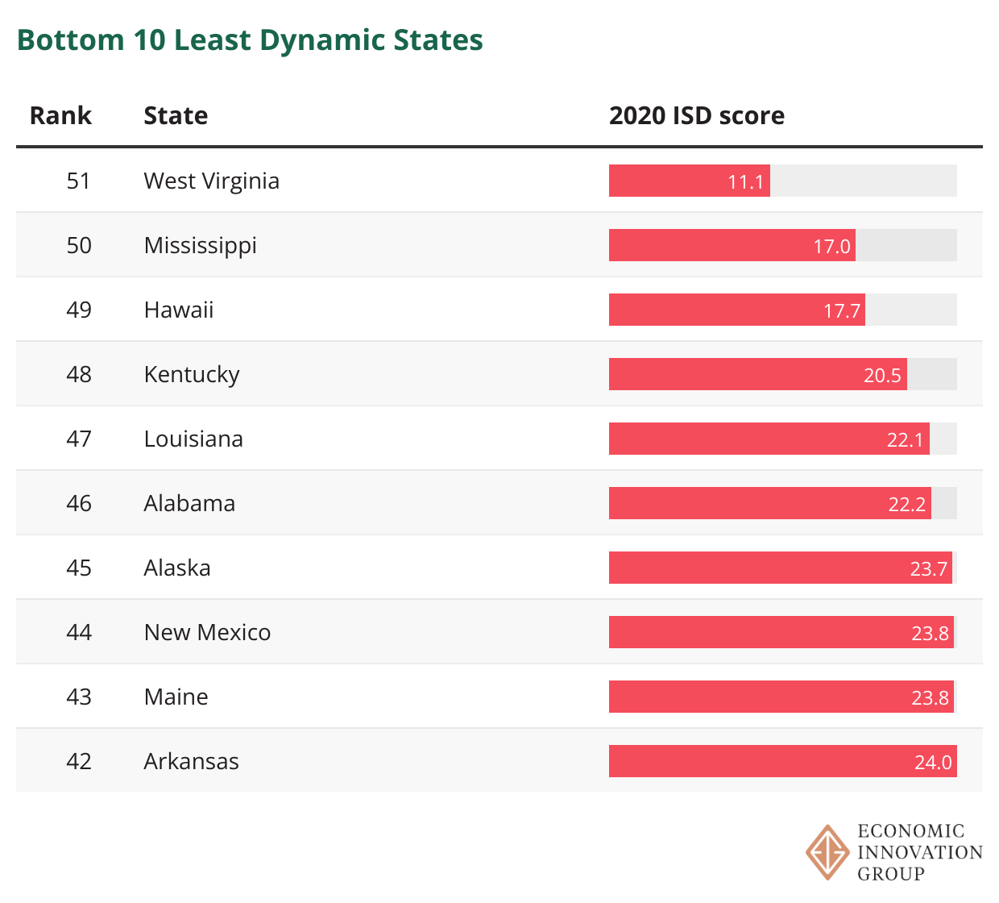 Bottom 10 Least Dynamic States
Rank State 2020 ISD score
51 West Virginia 11.1
50 Mississippi 17.0
49 Hawaii 17.7
48 Kentucky 20.5
47 Louisiana 22.1
46 Alabama 22.2
45 Alaska 23.7
44 New Mexico 23.8
43 Maine 23.8
42 Arkansas 24.0
ECONOMIC
INNOVATION
GROUP